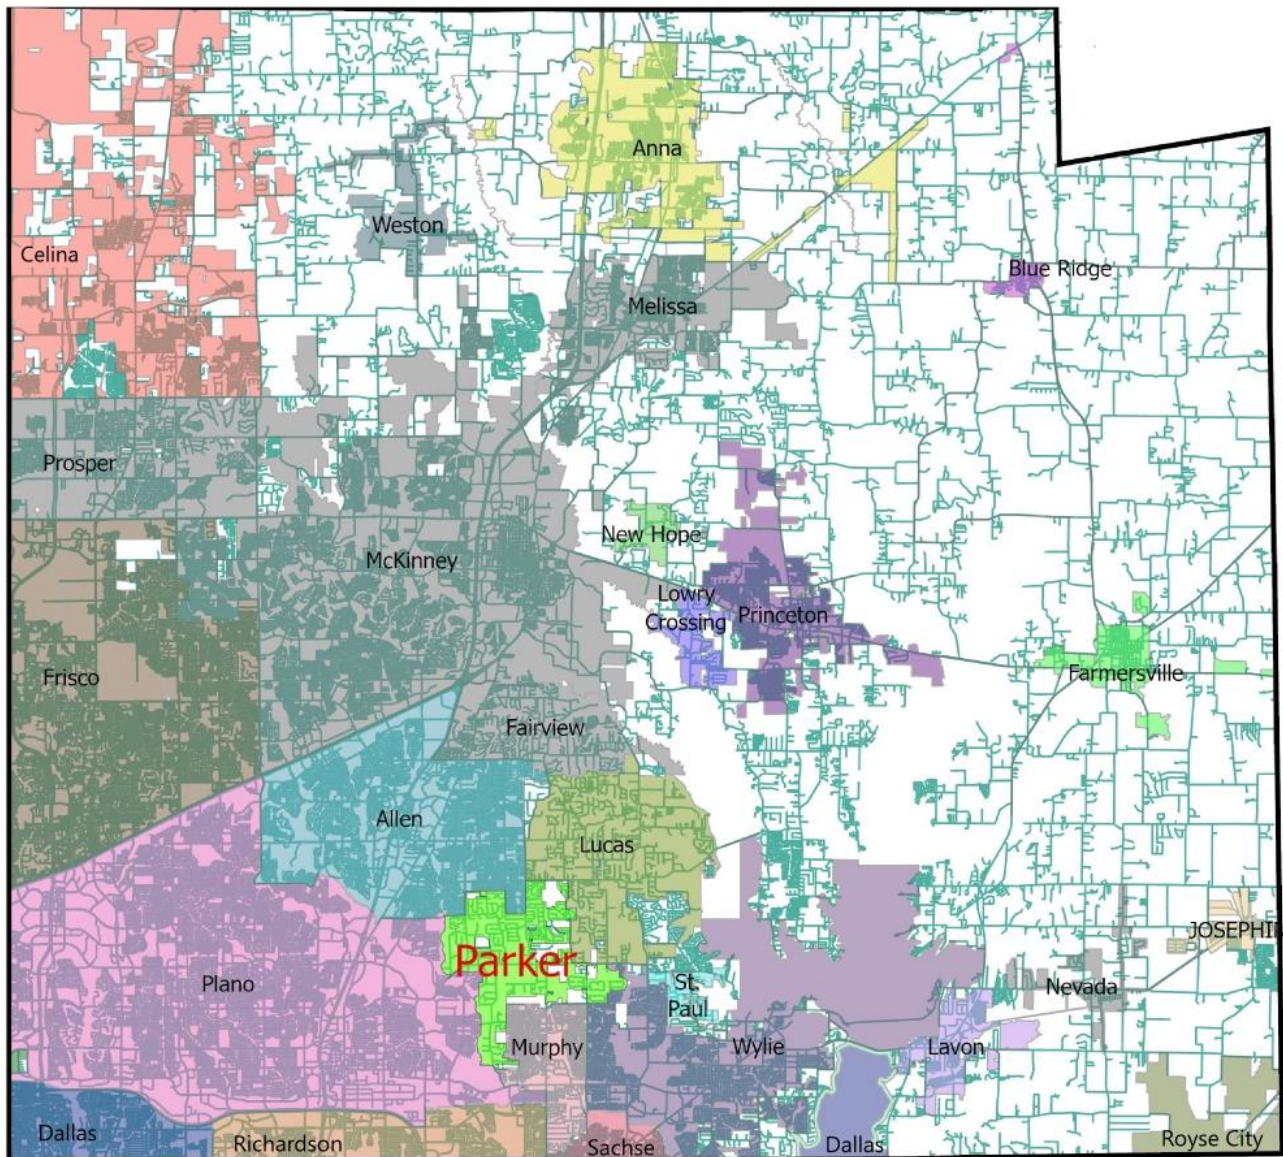 Anna
Weston
Celina
Blue Ridge
Melissa
Prosper
New Hope
McKinney
Lowry
Crossing
Princeton
Frisco
Farmersville
Fairview
Allen
Lucas
JOSEPHI
Parker
Plano
St.
Paul
Nevada
Murphy
Wylie
Lavon
Dallas
Richardson
Sachse
Dallas
Royse City